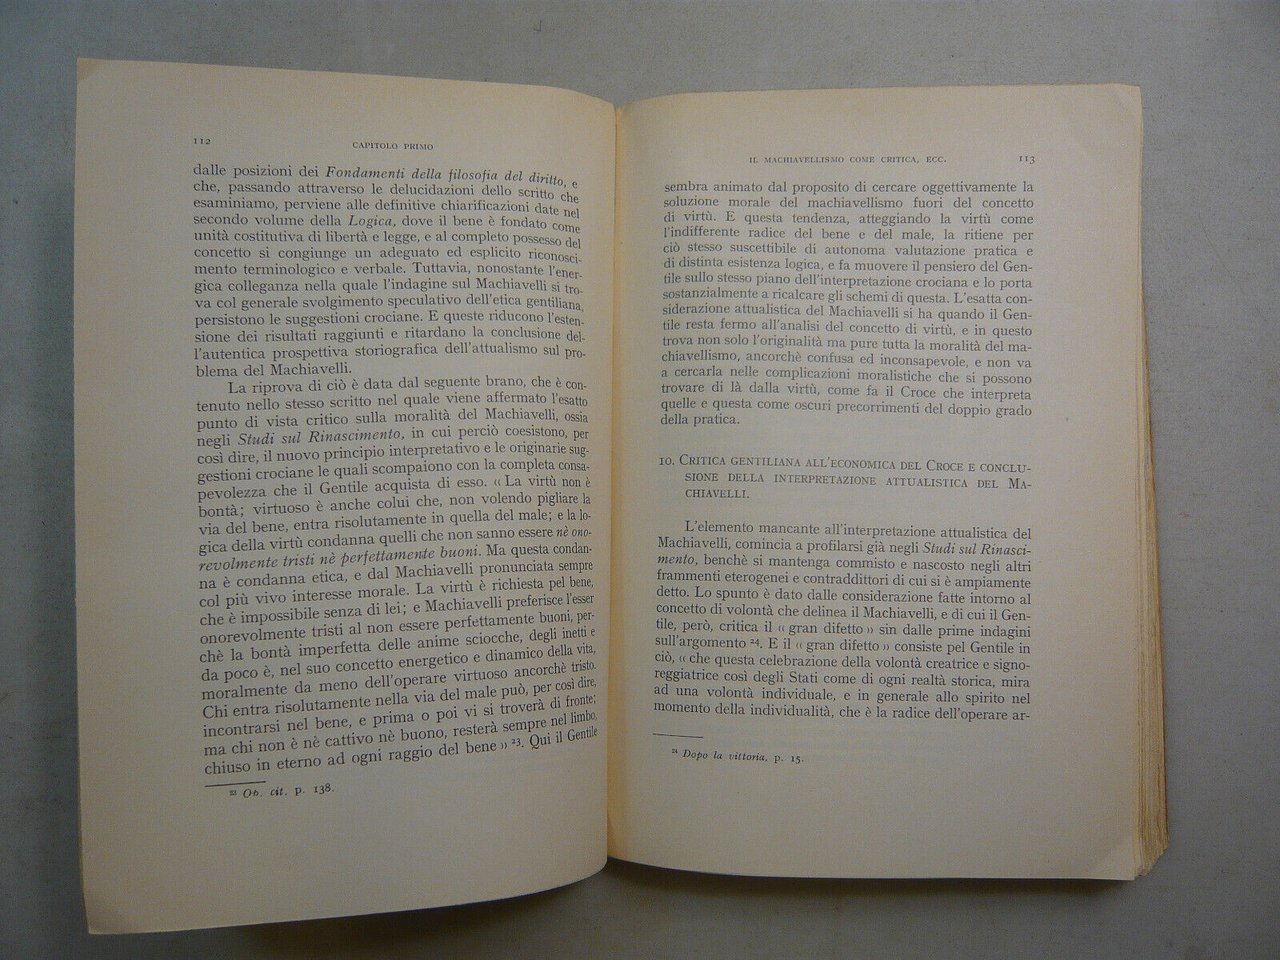 112
CAPITOLO PRIMO
dalle posizioni dei Fondamenti della filosofia del diritto, e
che, passando attraverso le delucidazioni dello scritto che
esaminiamo, perviene alle definitive chiarificazioni date nel
secondo volume della Logica, dove il bene è fondato come
unità costitutiva di libertà e legge, e al completo possesso del
concetto si congiunge un adeguato ed esplicito riconosci-
mento terminologico e verbale. Tuttavia, nonostante l'ener-
gica colleganza nella quale l'indagine sul Machiavelli si tro-
va col generale svolgimento speculativo dell'etica gentiliana,
persistono le suggestioni crociane. E queste riducono l'esten-
sione dei risultati raggiunti e ritardano la conclusione del-
l'autentica prospettiva storiografica dell'attualismo sul pro-
blema del Machiavelli.
La riprova di ciò è data dal seguente brano, che è con-
tenuto nello stesso scritto nel quale viene affermato l'esatto
punto di vista critico sulla moralità del Machiavelli, ossia
negli Studi sul Rinascimento, in cui perciò coesistono, per
così dire, il nuovo principio interpretativo e le originarie sug-
gestioni crociane le quali scompaiono con la completa consa-
pevolezza che il Gentile acquista di esso. « La virtù non è
bontà; virtuoso è anche colui che, non volendo pigliare la
via del bene, entra risolutamente in quella del male; e la lo-
gica della virtù condanna quelli che non sanno essere nè ono-
revolmente tristi nè perfettamente buoni. Ma questa condan-
na è condanna etica, e dal Machiavelli pronunciata sempre
col più vivo interesse morale. La virtù è richiesta pel bene,
che è impossibile senza di lei; e Machiavelli preferisce l'esser
onorevolmente tristi al non essere perfettamente buoni, per-
chè la bontà imperfetta delle anime sciocche, degli inetti e
da poco è, nel suo concetto energetico e dinamico della vita,
moralmente da meno dell'operare virtuoso ancorchè tristo.
Chi entra risolutamente nella via del male può, per così dire,
incontrarsi nel bene, e prima o poi vi si troverà di fronte;
ma chi non è nè cattivo nè buono, resterà sempre nel limbo,
chiuso in eterno ad ogni raggio del bene » 23. Qui il Gentile
23 Ob. cit. p. 138.
IL MACHIAVELLISMO COME CRITICA, ECC.
113
sembra animato dal proposito di cercare oggettivamente la
soluzione morale del machiavellismo fuori del concetto
di virtù. E questa tendenza, atteggiando la virtù come
l'indifferente radice del bene e del male, la ritiene per
ciò stesso suscettibile di autonoma valutazione pratica e
di distinta esistenza logica, e fa muovere il pensiero del Gen-
tile sullo stesso piano dell'interpretazione crociana e lo porta
sostanzialmente a ricalcare gli schemi di questa. L'esatta con-
siderazione attualistica del Machiavelli si ha quando il Gen-
tile resta fermo all'analisi del concetto di virtù, e in questo
trova non solo l'originalità ma pure tutta la moralità del ma-
chiavellismo, ancorchè confusa ed inconsapevole, e non va
a cercarla nelle complicazioni moralistiche che si possono
trovare di là dalla virtù, come fa il Croce che interpreta
quelle e questa come oscuri precorrimenti del doppio grado
della pratica.
10. CRITICA GENTILIANA ALL'ECONOMICA DEL CROCE E CONCLU-
SIONE DELLA INTERPRETAZIONE ATTUALISTICA DEL MA-
CHIAVELLI.
L'elemento mancante all'interpretazione attualistica del
Machiavelli, comincia a profilarsi già negli Studi sul Rinasci-
mento, benchè si mantenga commisto e nascosto negli altri
frammenti eterogenei e contraddittori di cui si è ampiamente
detto. Lo spunto è dato dalle considerazione fatte intorno al
concetto di volontà che delinea il Machiavelli, e di cui il Gen-
tile, però, critica il « gran difetto » sin dalle prime indagini
sull'argomento 24. E il « gran difetto » consiste pel Gentile in
ciò, « che questa celebrazione della volontà creatrice e signo-
reggiatrice così degli Stati come di ogni realtà storica, mira
ad una volontà individuale, e in generale allo spirito nel
momento della individualità, che è la radice dell'operare ar-
24 Dopo la vittoria, p. 15.